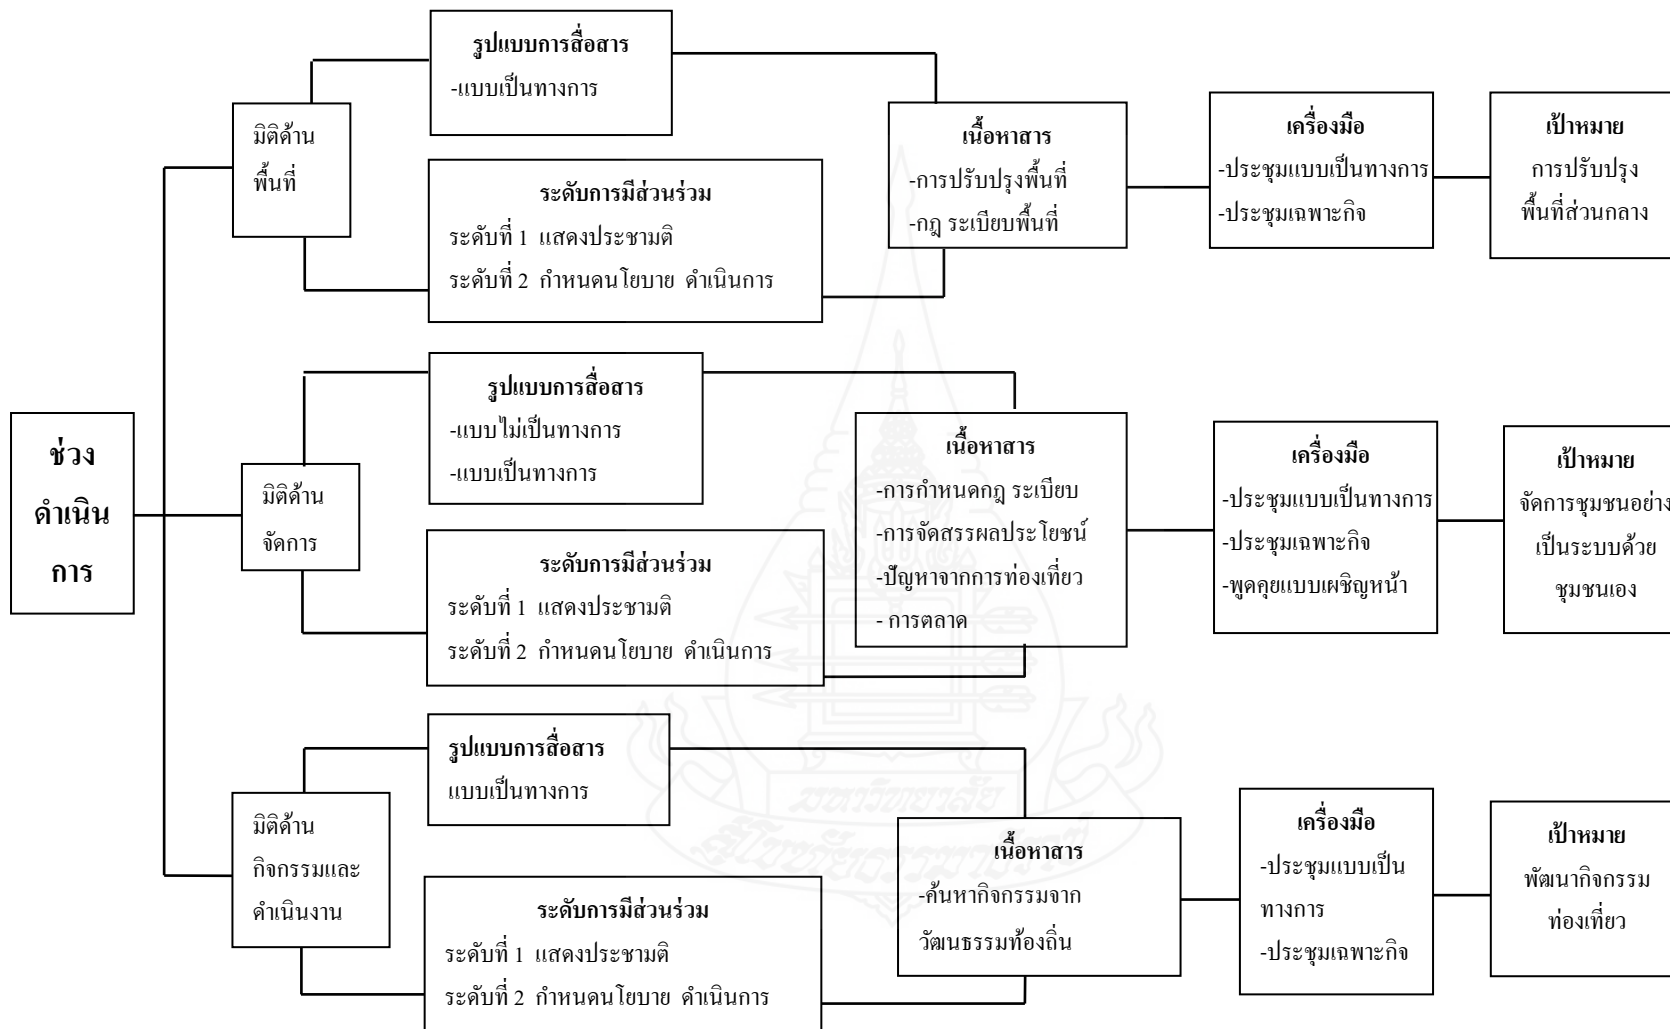 ช่วง
ดำเนิน
การ
มิติด้าน
พื้นที่
รูปแบบการสื่อสาร
-แบบเป็นทางการ
ระดับการมีส่วนร่วม
ระดับที่ 1 แสดงประชามติ
ระดับที่ 2 กำหนดนโยบาย ดำเนินการ
เนื้อหาสาร
-การปรับปรุงพื้นที่
-กฎ ระเบียบพื้นที่
เครื่องมือ
-ประชุมแบบเป็นทางการ
-ประชุมเฉพาะกิจ
เป้าหมาย
การปรับปรุง
พื้นที่ส่วนกลาง
มิติด้าน
จัดการ
รูปแบบการสื่อสาร
-แบบไม่เป็นทางการ
-แบบเป็นทางการ
ระดับการมีส่วนร่วม
ระดับที่ 1 แสดงประชามติ
ระดับที่ 2 กำหนดนโยบาย ดำเนินการ
เนื้อหาสาร
-การกำหนดกฎ ระเบียบ
-การจัดสรรผลประโยชน์
-ปัญหาจากการท่องเที่ยว
- การตลาด
เครื่องมือ
-ประชุมแบบเป็นทางการ
-ประชุมเฉพาะกิจ
-พูดคุยแบบเผชิญหน้า
เป้าหมาย
จัดการชุมชนอย่าง
เป็นระบบด้วย
ชุมชนเอง
มิติด้าน
กิจกรรมและ
ดำเนินงาน
รูปแบบการสื่อสาร
แบบเป็นทางการ
ระดับการมีส่วนร่วม
ระดับที่ 1 แสดงประชามติ
ระดับที่ 2 กำหนดนโยบาย ดำเนินการ
เนื้อหาสาร
-ค้นหากิจกรรมจาก
วัฒนธรรมท้องถิ่น
เครื่องมือ
-ประชุมแบบเป็น
ทางการ
-ประชุมเฉพาะกิจ
เป้าหมาย
พัฒนากิจกรรม
ท่องเที่ยว
มหาวิทยาลัย
สุโขทัยธรรมาธิราช